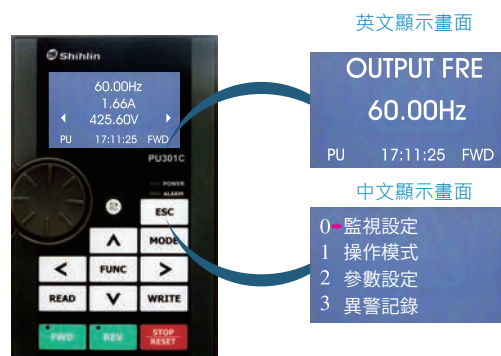 Shihlin
60.00Hz
1.66A
425.60V
PU 17:11:25 FWD
PU301C
POWER
ALARM
ESC
MODE
FUNC
READ
WRITE
FWD
REV
STOP
RESET
英文顯示畫面
OUTPUT FRE
60.00Hz
PU 17:11:25 FWD
中文顯示畫面
0 監視設定
1 操作模式
2 參數設定
3 異警記錄